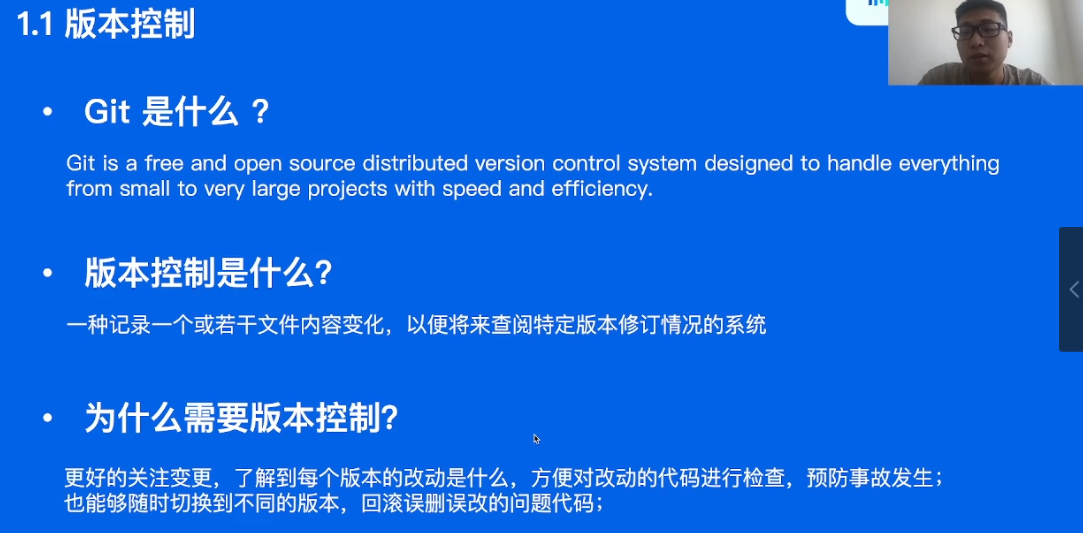 1.1 版本控制
• Git 是什么 ？
Git is a free and open source distributed version control system designed to handle everything
from small to very large projects with speed and efficiency.
• 版本控制是什么?
一种记录一个或若干文件内容变化，以便将来查阅特定版本修订情况的系统
• 为什么需要版本控制?
更好的关注变更，了解到每个版本的改动是什么，方便对改动的代码进行检查，预防事故发生；
也能够随时切换到不同的版本，回滚误删误改的问题代码；